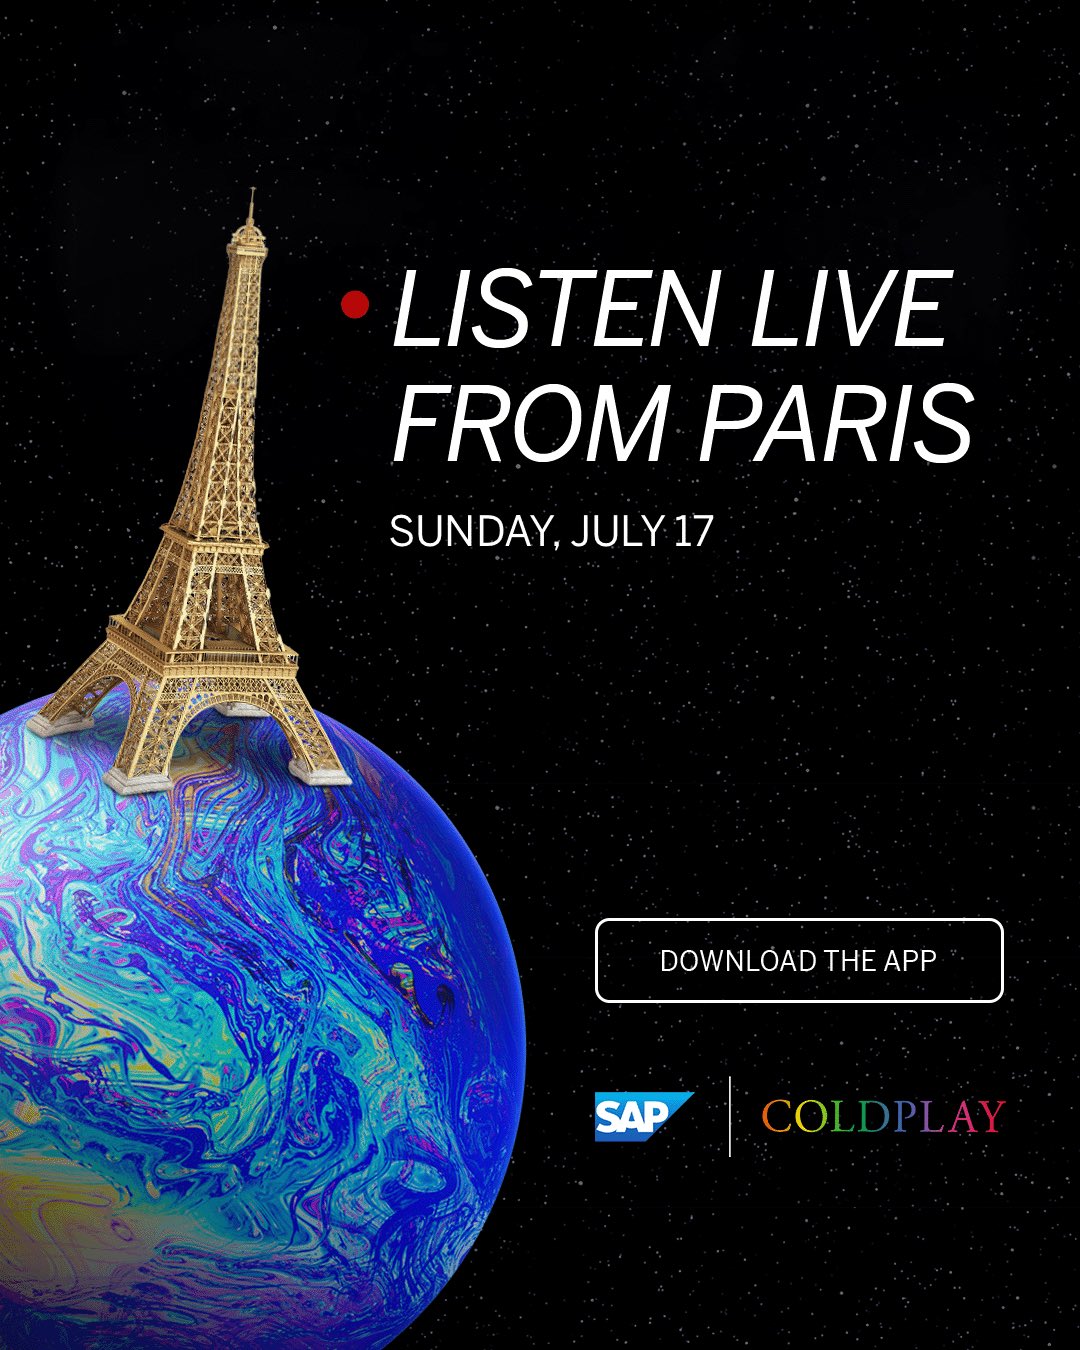 LISTEN LIVE
FROM PARIS
SUNDAY, JULY 17
DOWNLOAD THE APP
SAP
COLDPLAY